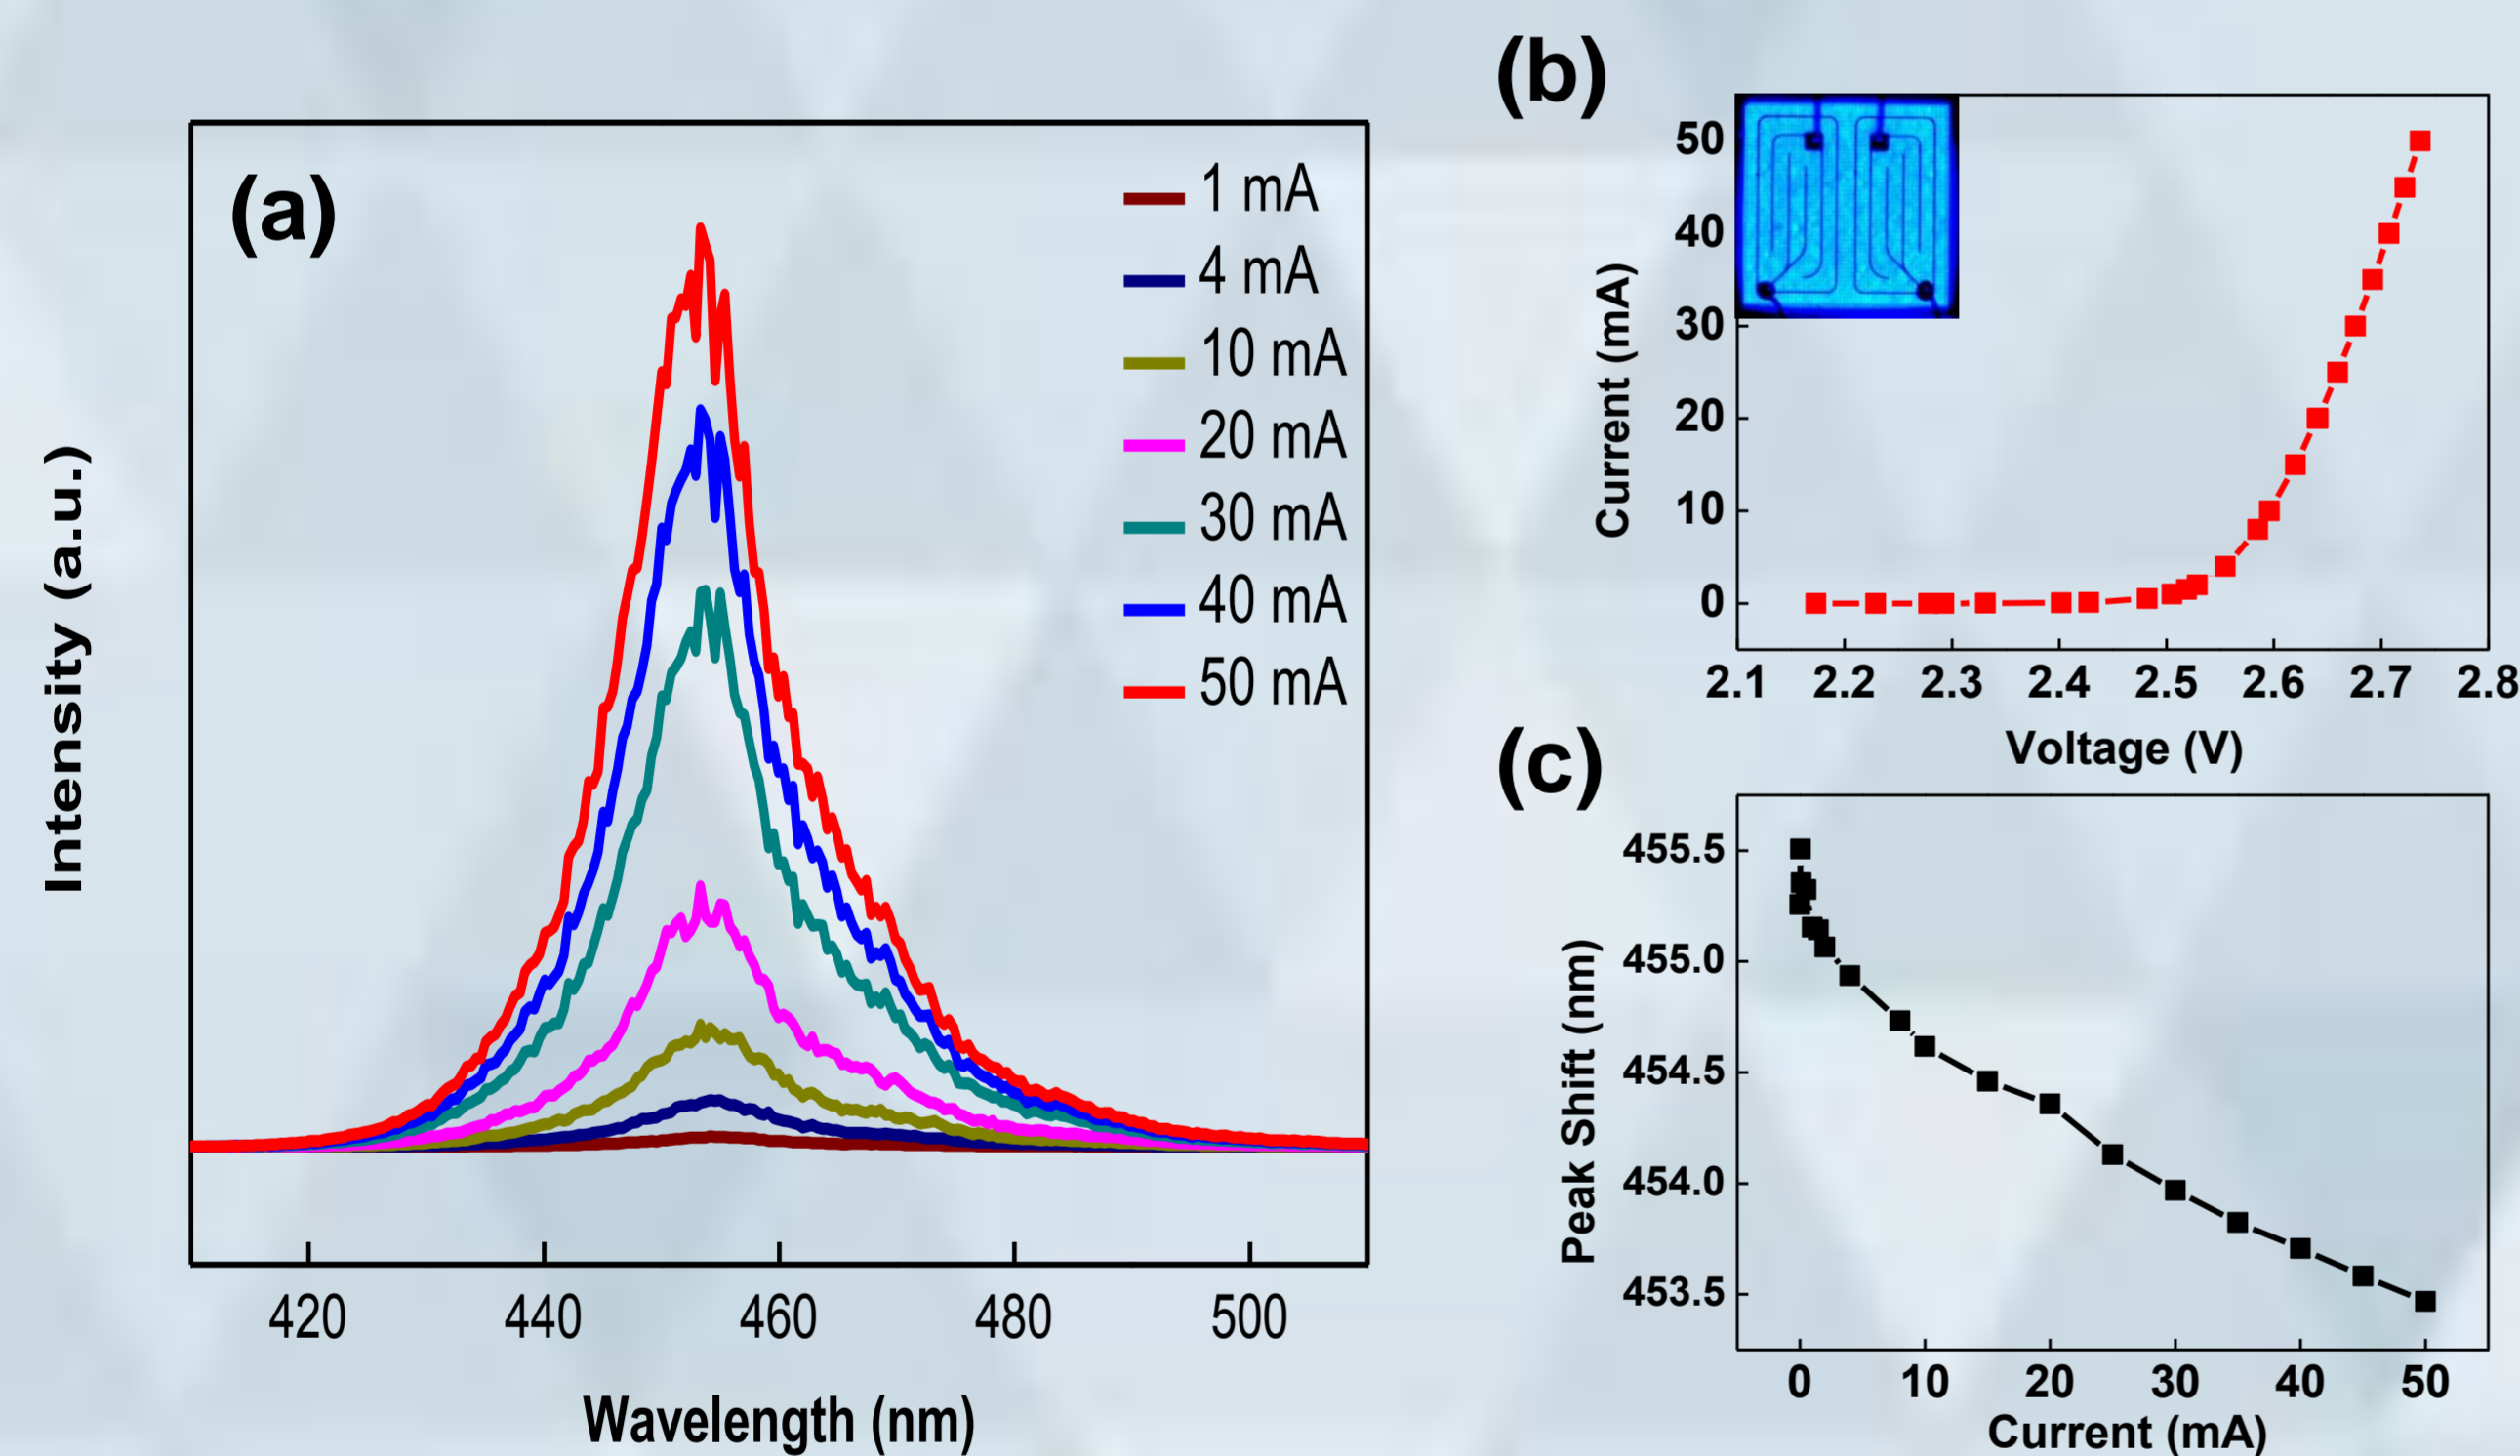 (a)
1 mA
4 mA
10 mA
20 mA
30 mA
40 mA
50 mA
Intensity (a.u.)
420 440 460 480 500
Wavelength (nm)
(b)
50
40
30
20
10
0
Current (mA)
2.1 2.2 2.3 2.4 2.5 2.6 2.7 2.8
Voltage (V)
(c)
455.5
455.0
454.5
454.0
453.5
Peak Shift (nm)
0 10 20 30 40 50
Current (mA)